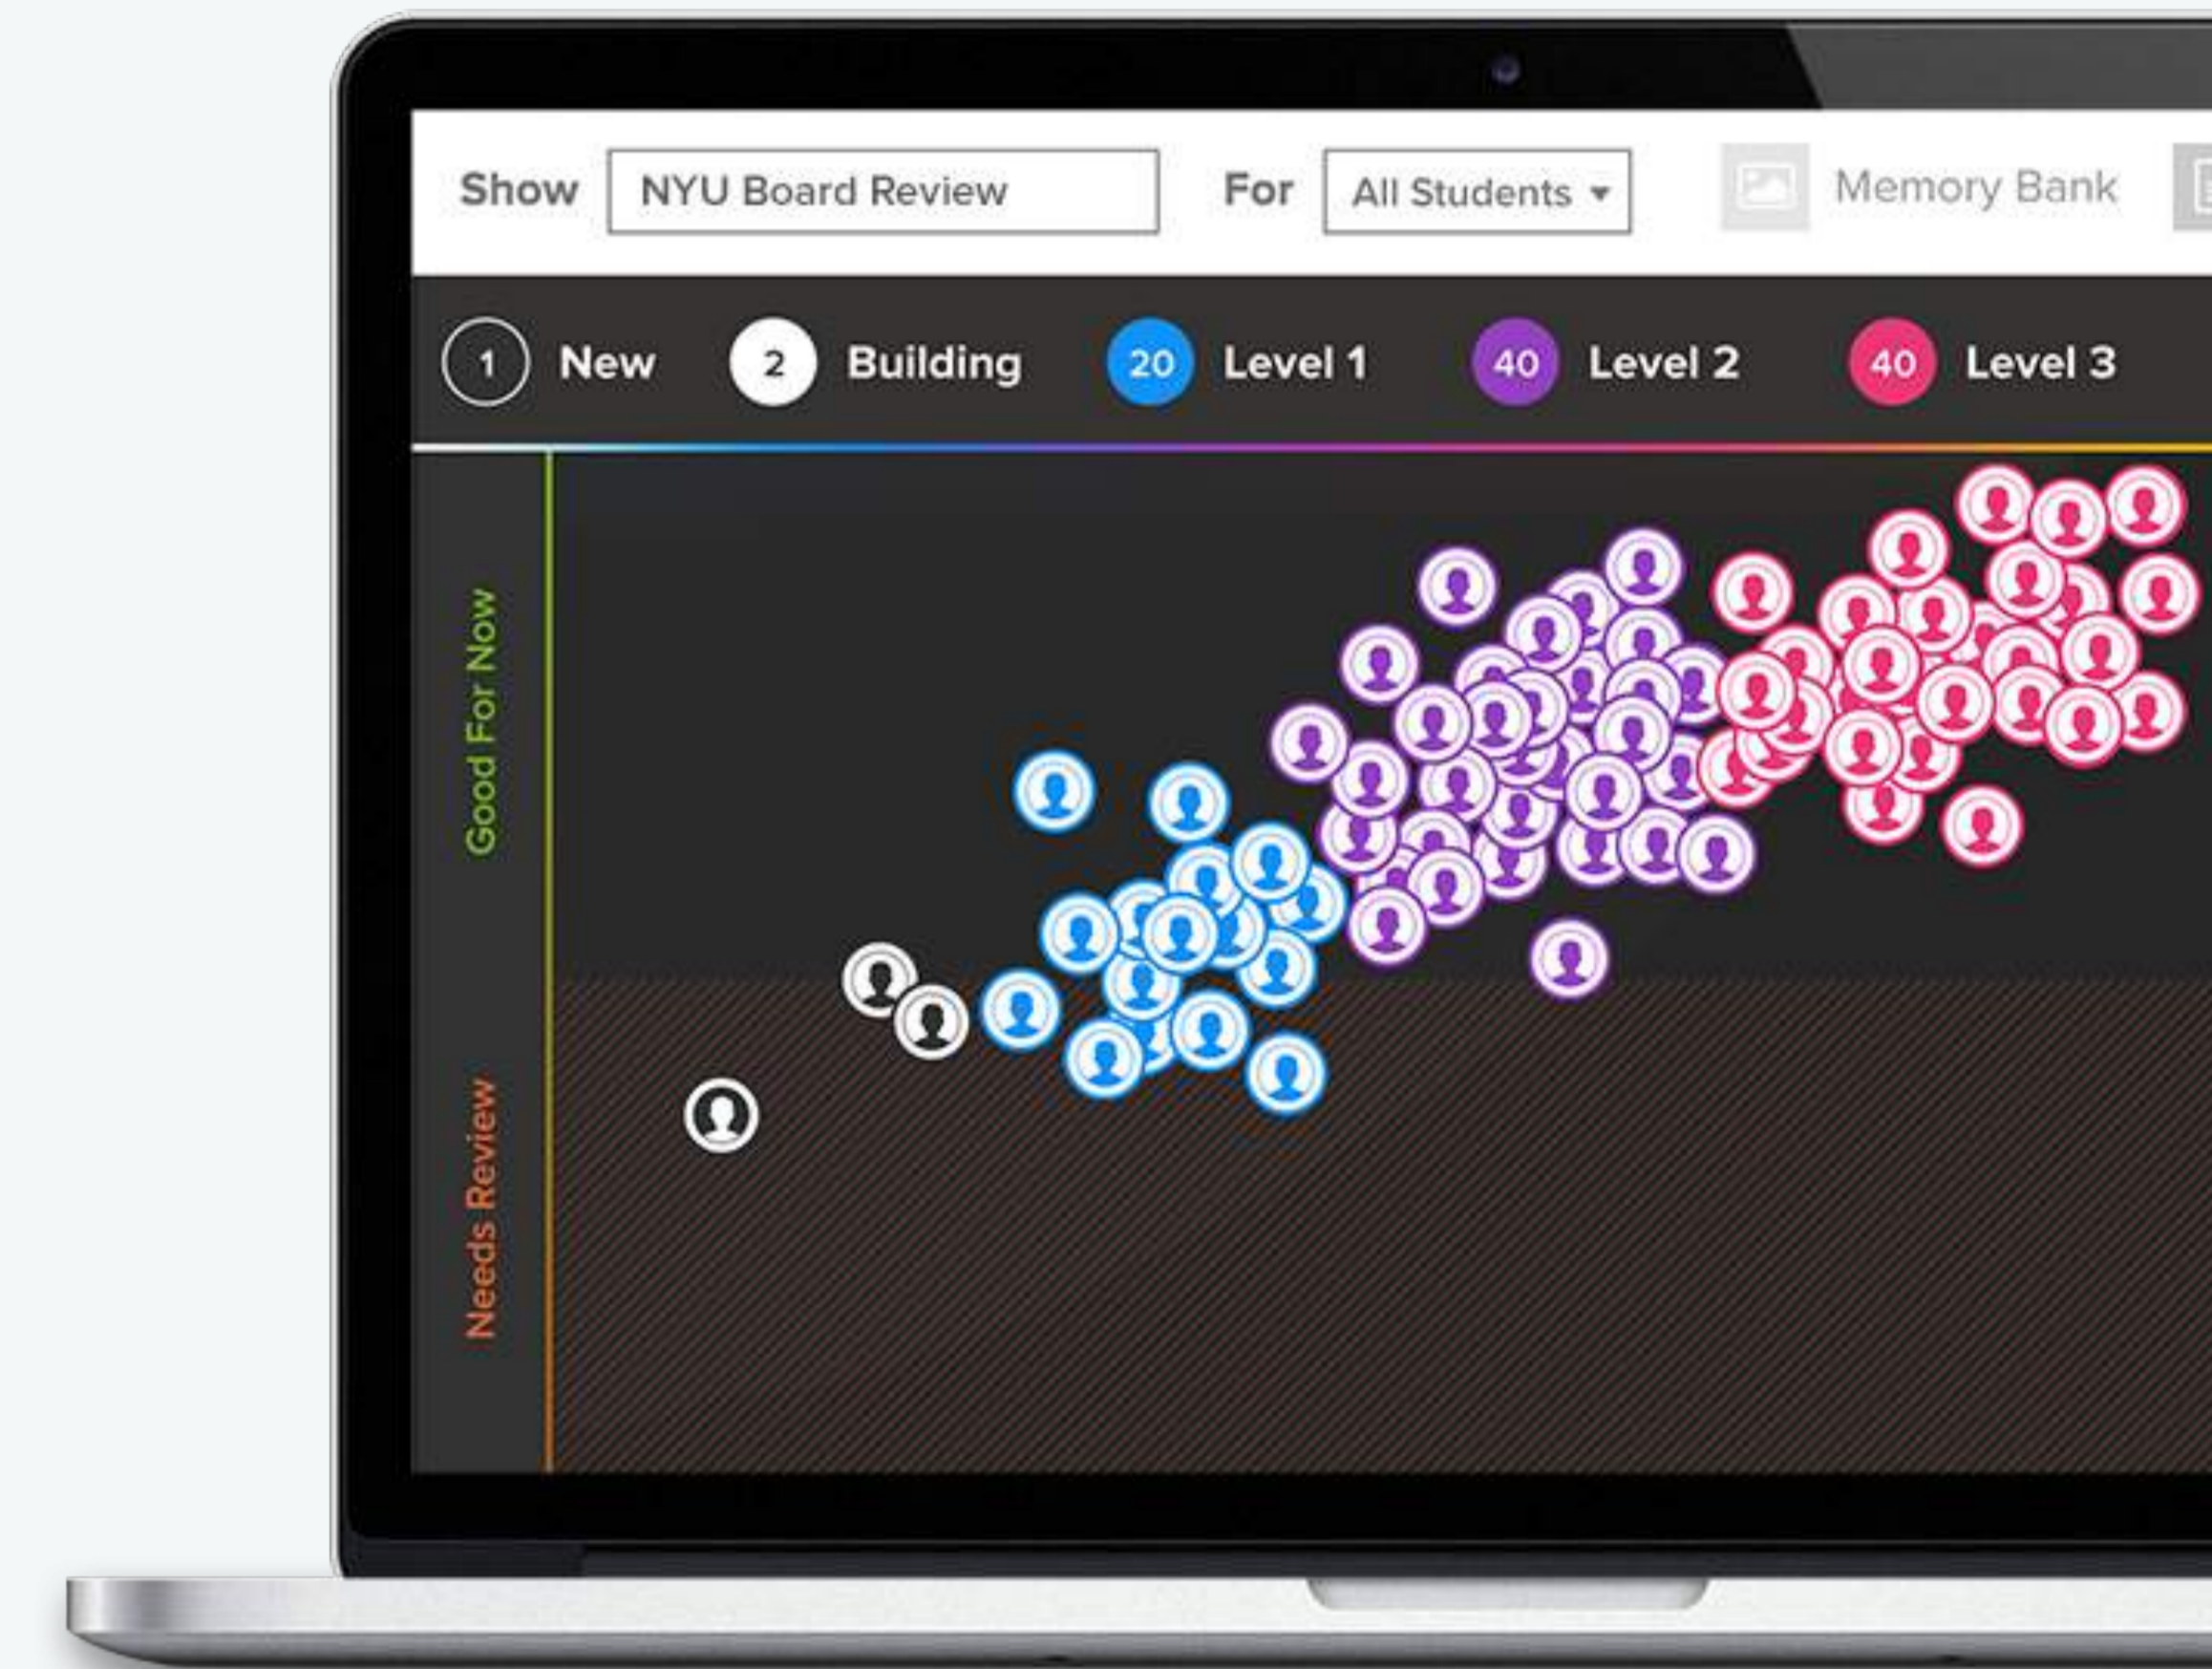 Show NYU Board Review For All Students Memory Bank
1 New 2 Building 20 Level 1 40 Level 2 40 Level 3
Good For Now
Needs Review